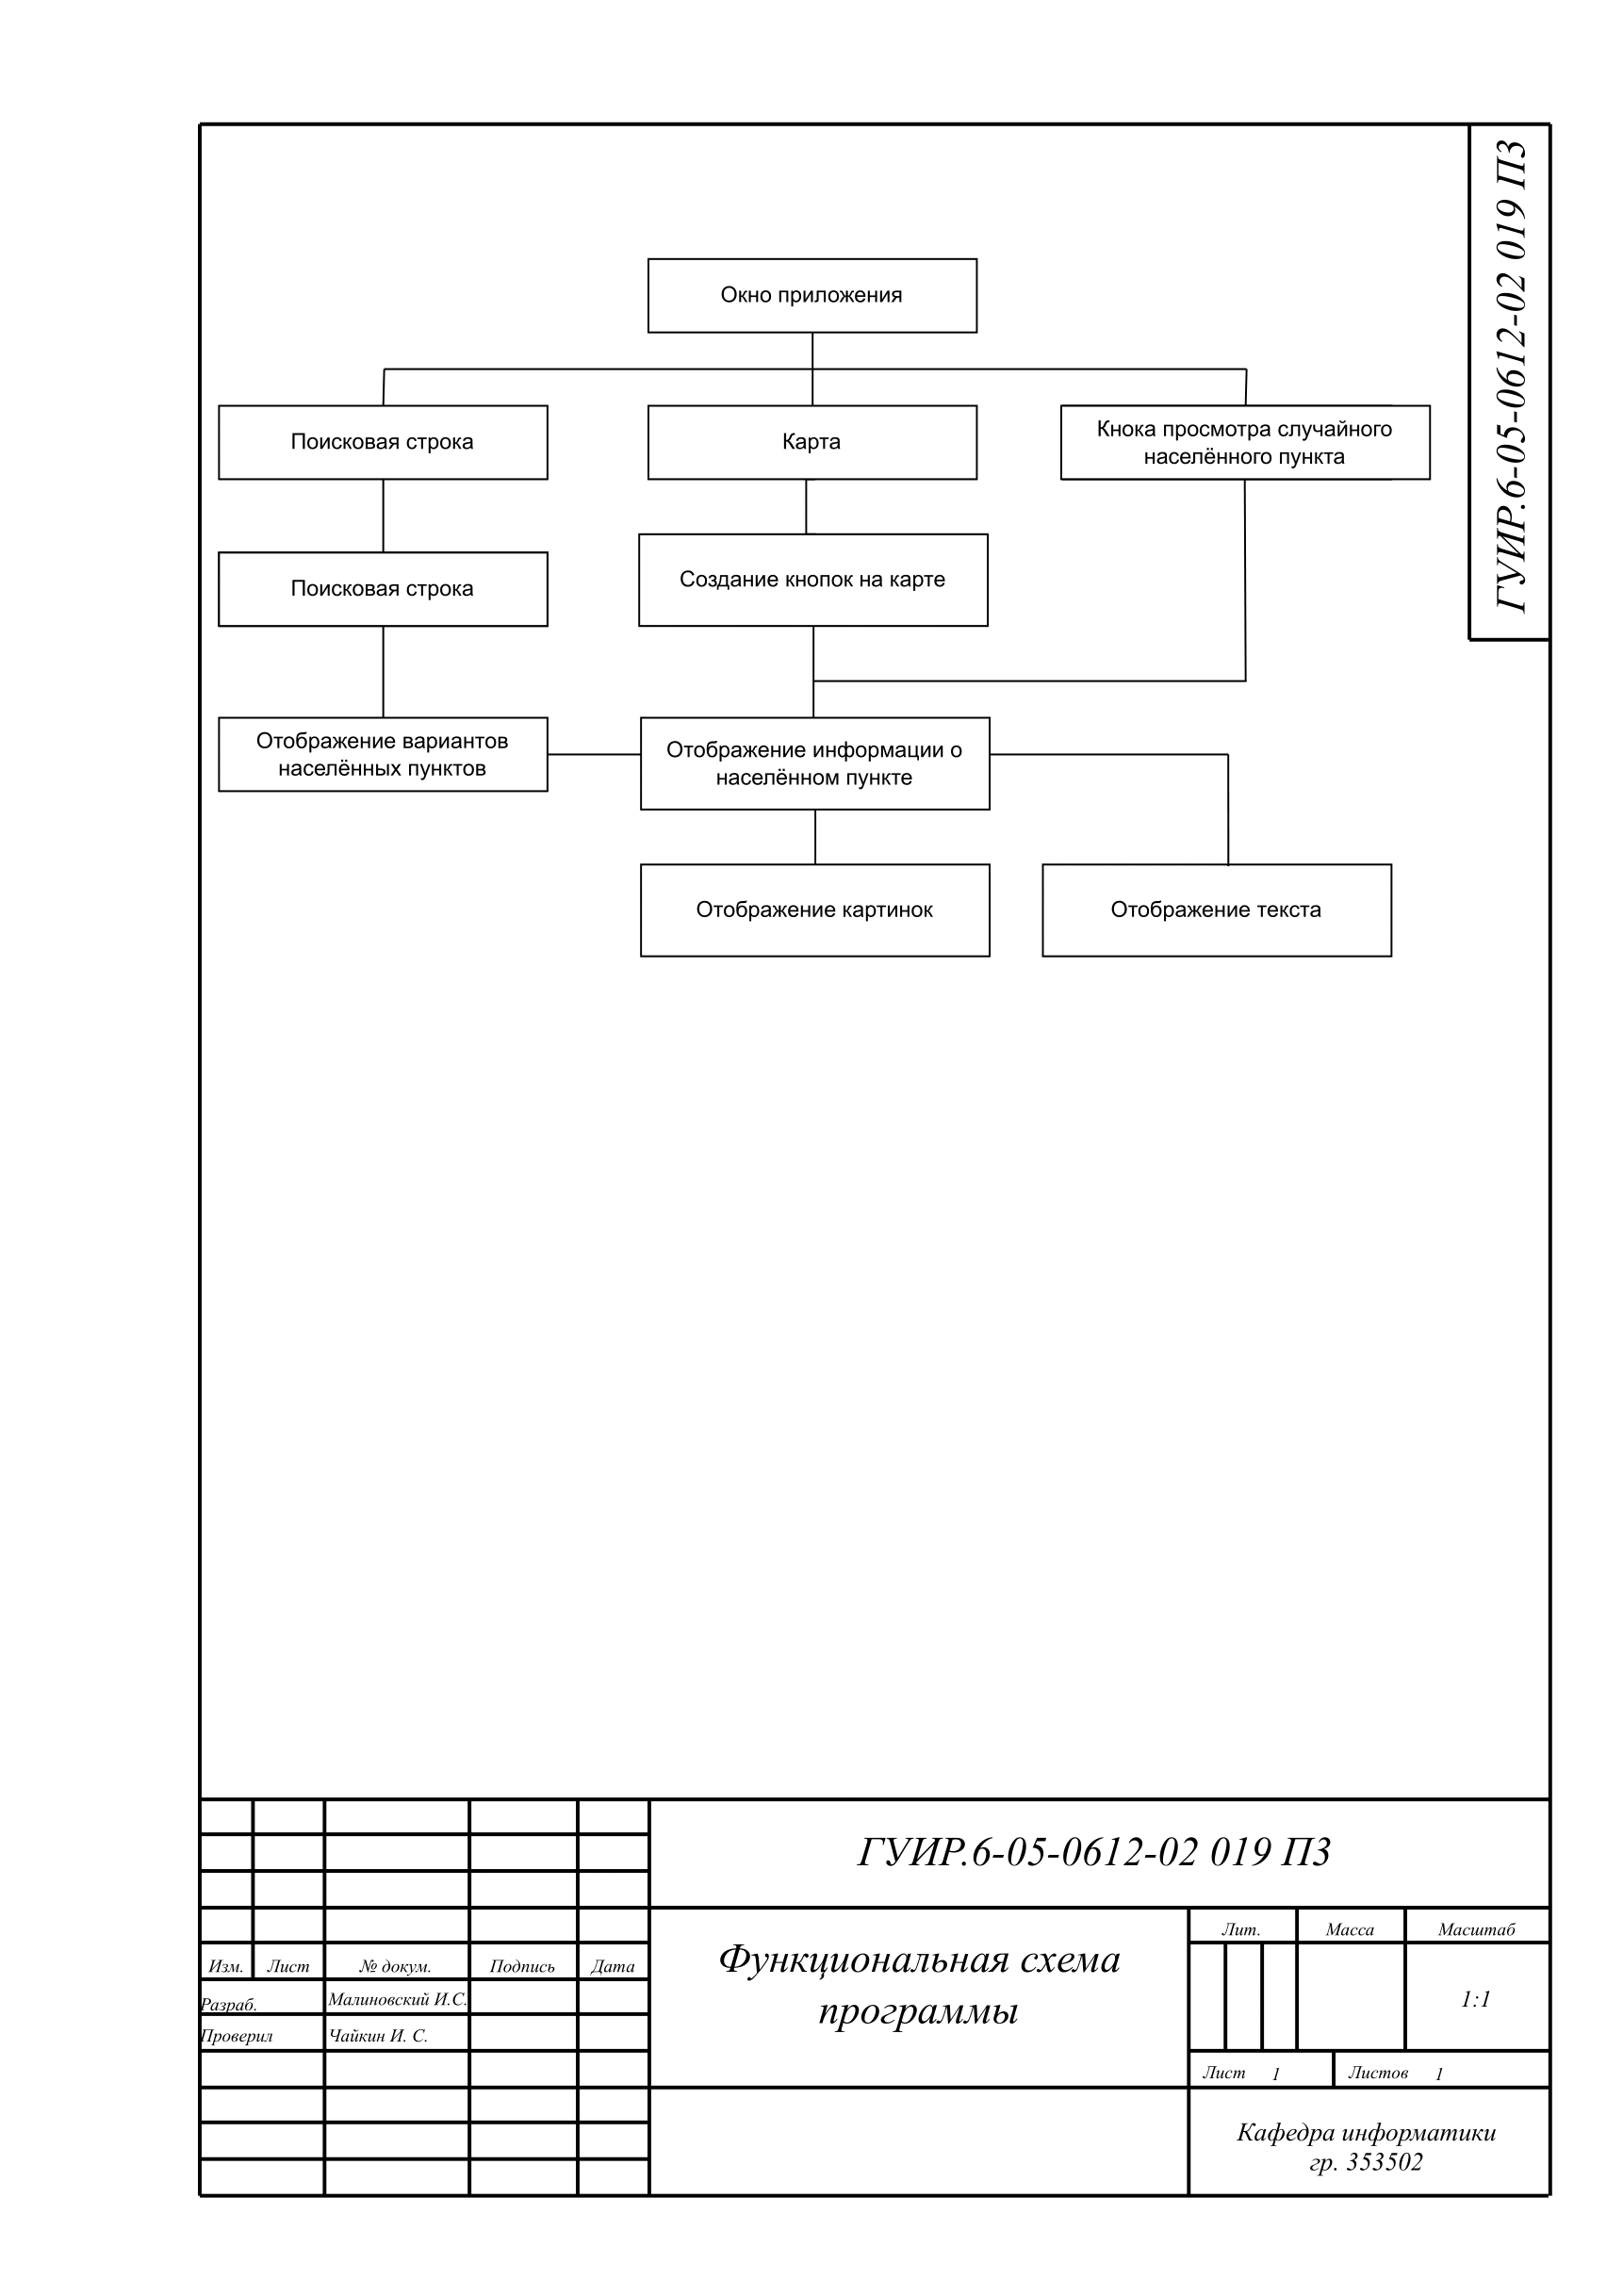 ГУИР.6-05-0612-02 019 ПЗ
Окно приложения
Поисковая строка
Карта
Кнока просмотра случайного
населённого пункта
Поисковая строка
Создание кнопок на карте
Отображение вариантов
населённых пунктов
Отображение информации о
населённом пункте
Отображение картинок
Отображение текста
ГУИР.6-05-0612-02 019 ПЗ
Функциональная схема
программы
Лит.
Масса
Масштаб
1:1
Изм.
Лист
№ докум.
Подпись
Дата
Разраб.
Малиновский И.С.
Проверил
Чайкин И. С.
Лист 1
Листов 1
Кафедра информатики
гр. 353502